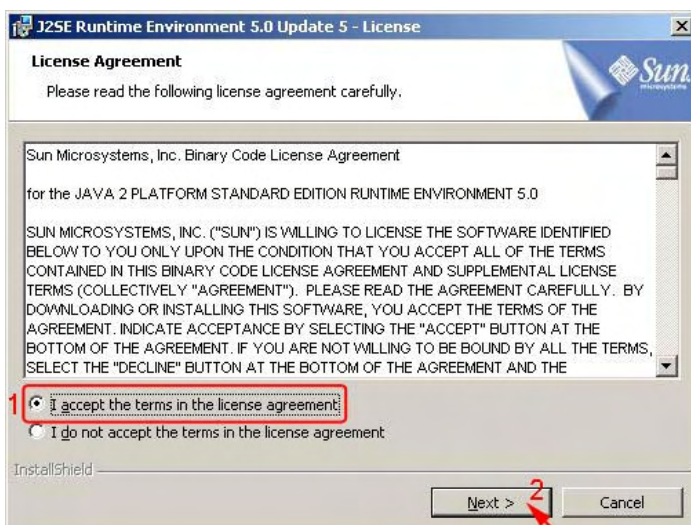 J2SE Runtime Environment 5.0 Update 5 - License
License Agreement
Please read the following license agreement carefully.
Sun
microsystems
Sun Microsystems, Inc. Binary Code License Agreement
for the JAVA 2 PLATFORM STANDARD EDITION RUNTIME ENVIRONMENT 5.0
SUN MICROSYSTEMS, INC. ("SUN") IS WILLING TO LICENSE THE SOFTWARE IDENTIFIED
BELOW TO YOU ONLY UPON THE CONDITION THAT YOU ACCEPT ALL OF THE TERMS
CONTAINED IN THIS BINARY CODE LICENSE AGREEMENT AND SUPPLEMENTAL LICENSE
TERMS (COLLECTIVELY "AGREEMENT"). PLEASE READ THE AGREEMENT CAREFULLY. BY
DOWNLOADING OR INSTALLING THIS SOFTWARE, YOU ACCEPT THE TERMS OF THE
AGREEMENT. INDICATE ACCEPTANCE BY SELECTING THE "ACCEPT" BUTTON AT THE
BOTTOM OF THE AGREEMENT. IF YOU ARE NOT WILLING TO BE BOUND BY ALL THE TERMS,
SELECT THE "DECLINE" BUTTON AT THE BOTTOM OF THE AGREEMENT AND THE
1 I accept the terms in the license agreement
I do not accept the terms in the license agreement
InstallShield
Next > 2 Cancel